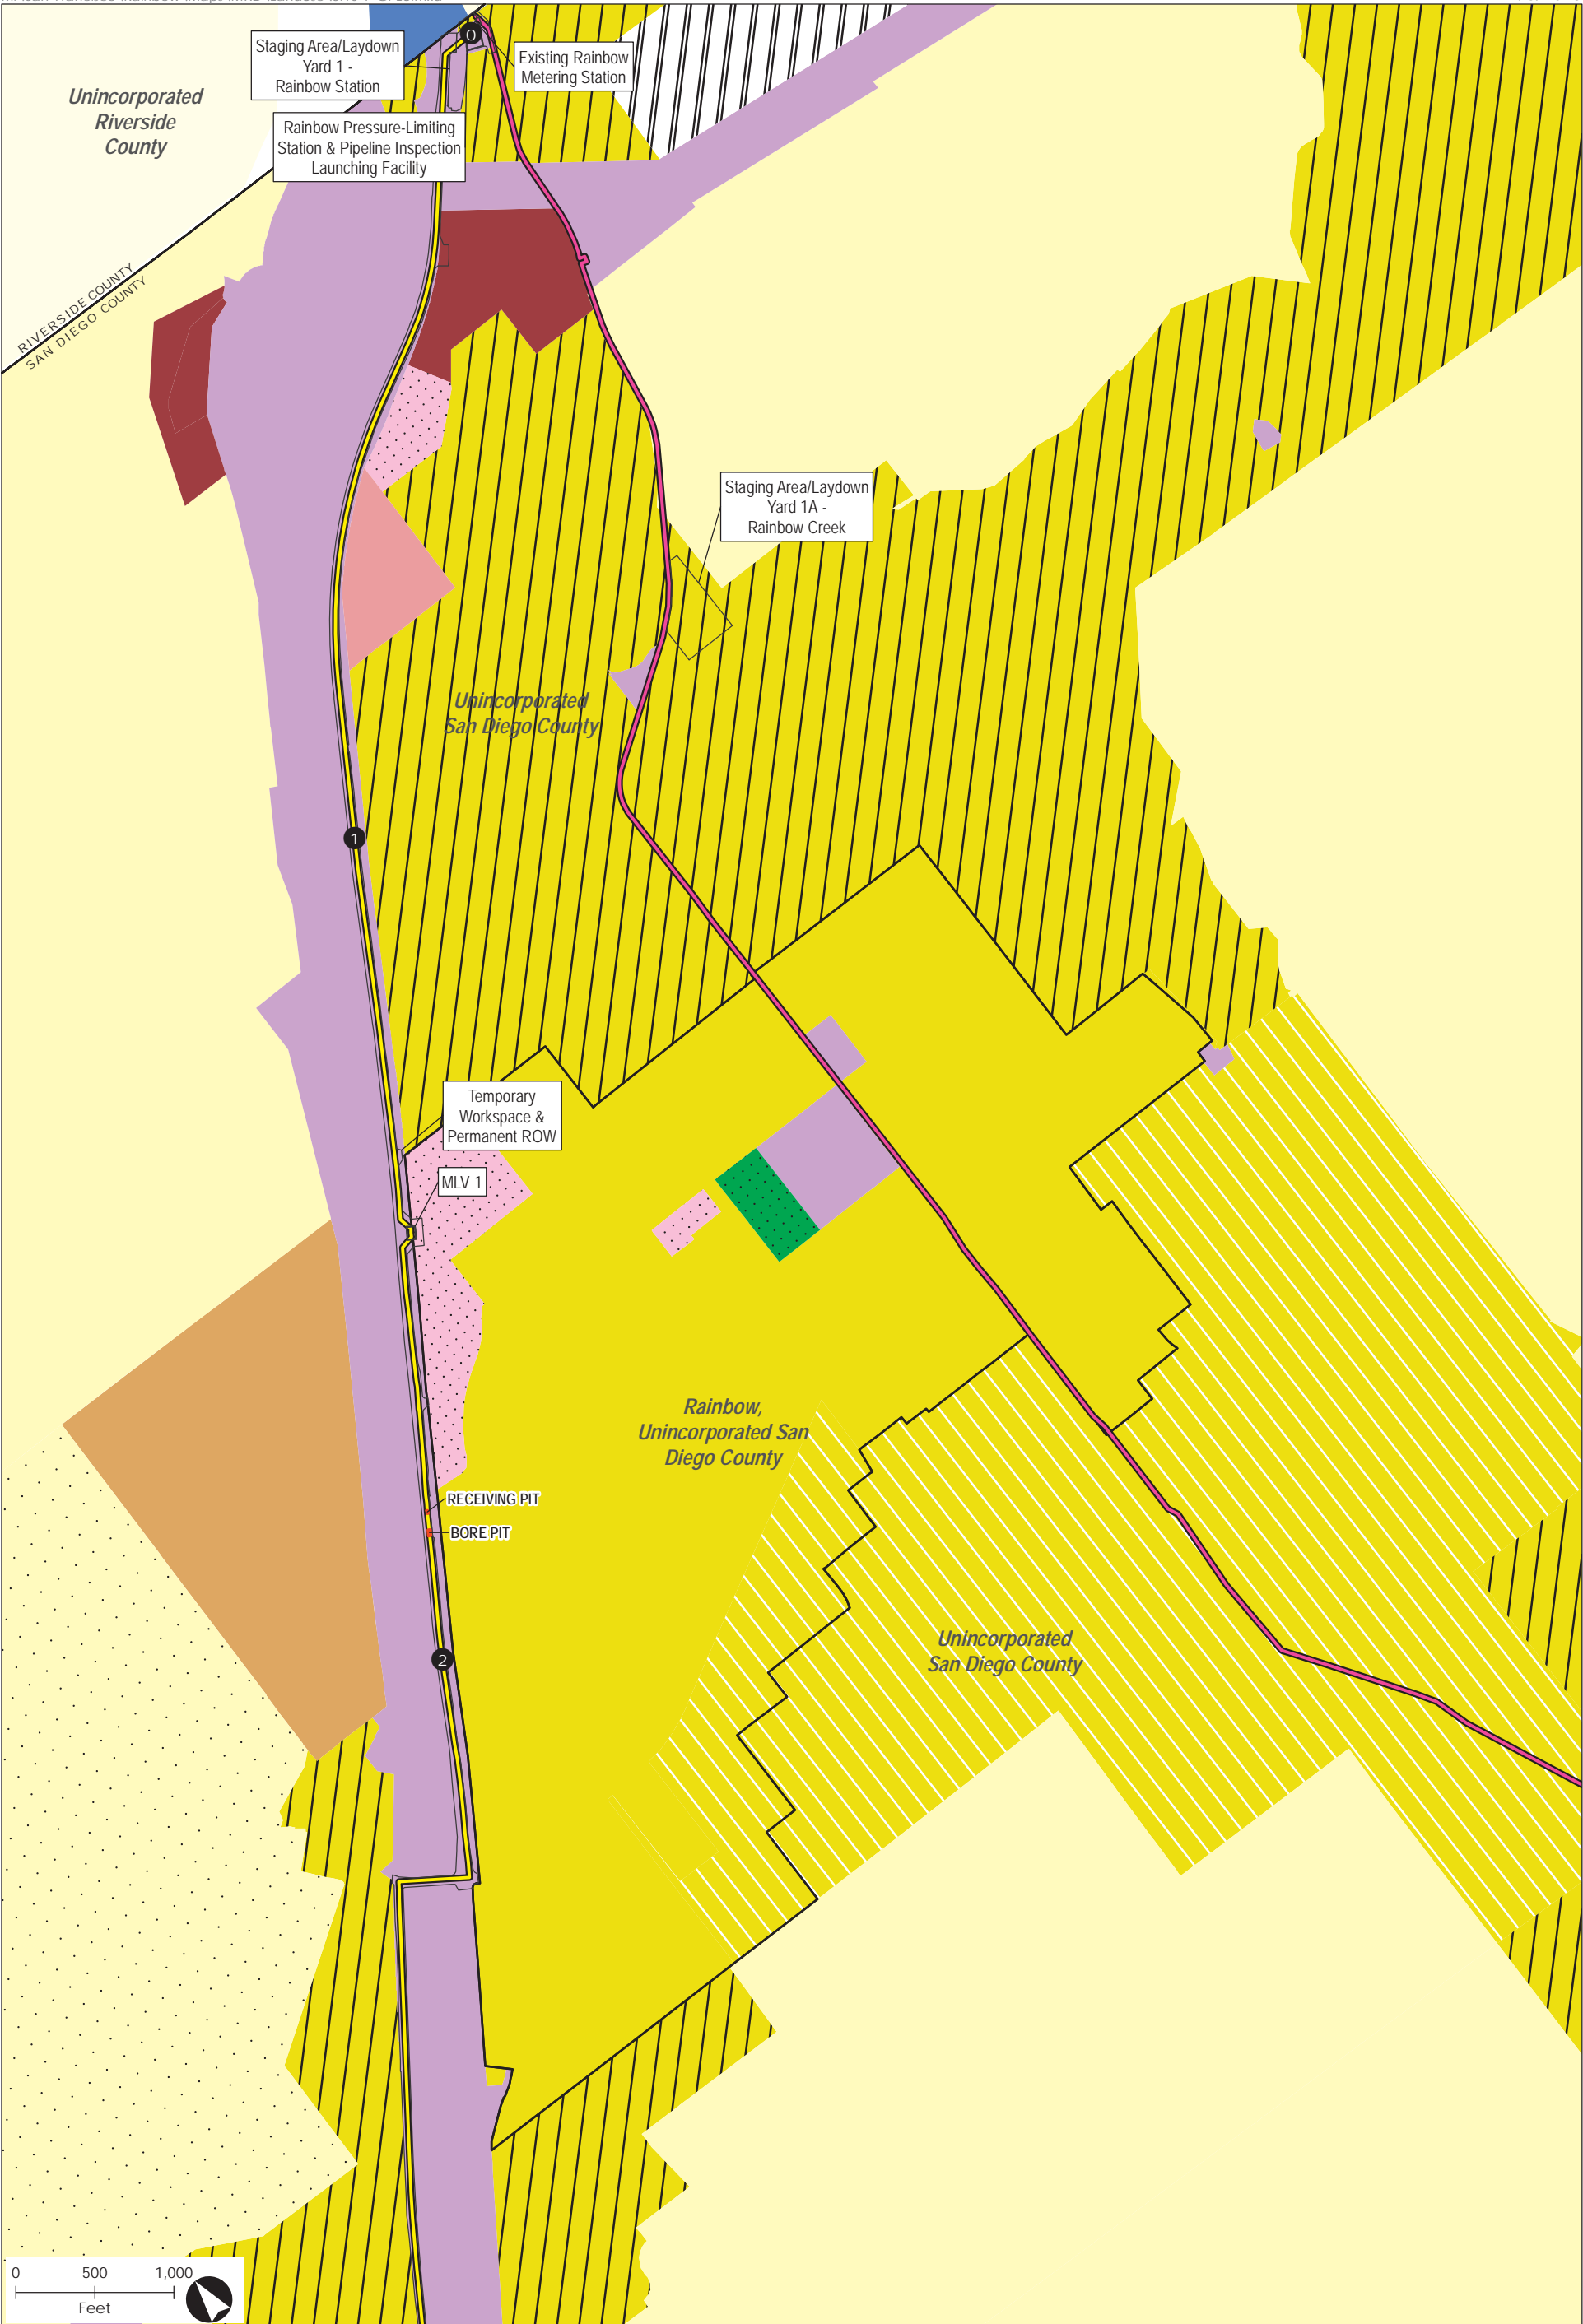 0
Staging Area/Laydown
Yard 1 -
Rainbow Station
Existing Rainbow
Metering Station
Unincorporated
Riverside
County
Rainbow Pressure-Limiting
Station & Pipeline Inspection
Launching Facility
RIVERSIDE COUNTY
SAN DIEGO COUNTY
Staging Area/Laydown
Yard 1A -
Rainbow Creek
Unincorporated
San Diego County
1
Temporary
Workspace &
Permanent ROW
MLV 1
Rainbow,
Unincorporated San
Diego County
RECEIVING PIT
BORE PIT
Unincorporated
San Diego County
2
0 500 1,000
Feet